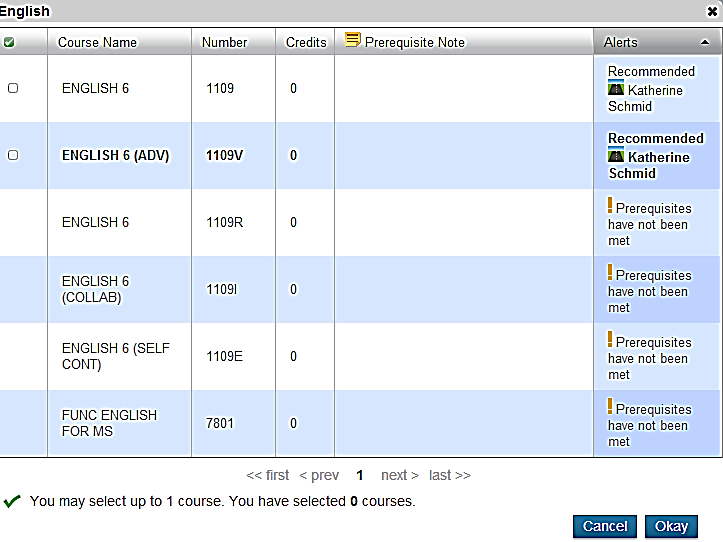 English
Course Name Number Credits Prerequisite Note Alerts
ENGLISH 6 1109 0 Recommended
Katherine
Schmid
ENGLISH 6 (ADV) 1109V 0 Recommended
Katherine
Schmid
ENGLISH 6 1109R 0 Prerequisites
have not been
met
ENGLISH 6
(COLLAB) 1109I 0 Prerequisites
have not been
met
ENGLISH 6 (SELF
CONT) 1109E 0 Prerequisites
have not been
met
FUNC ENGLISH
FOR MS 7801 0 Prerequisites
have not been
met
<< first < prev 1 next > last >>
You may select up to 1 course. You have selected 0 courses.
Cancel Okay